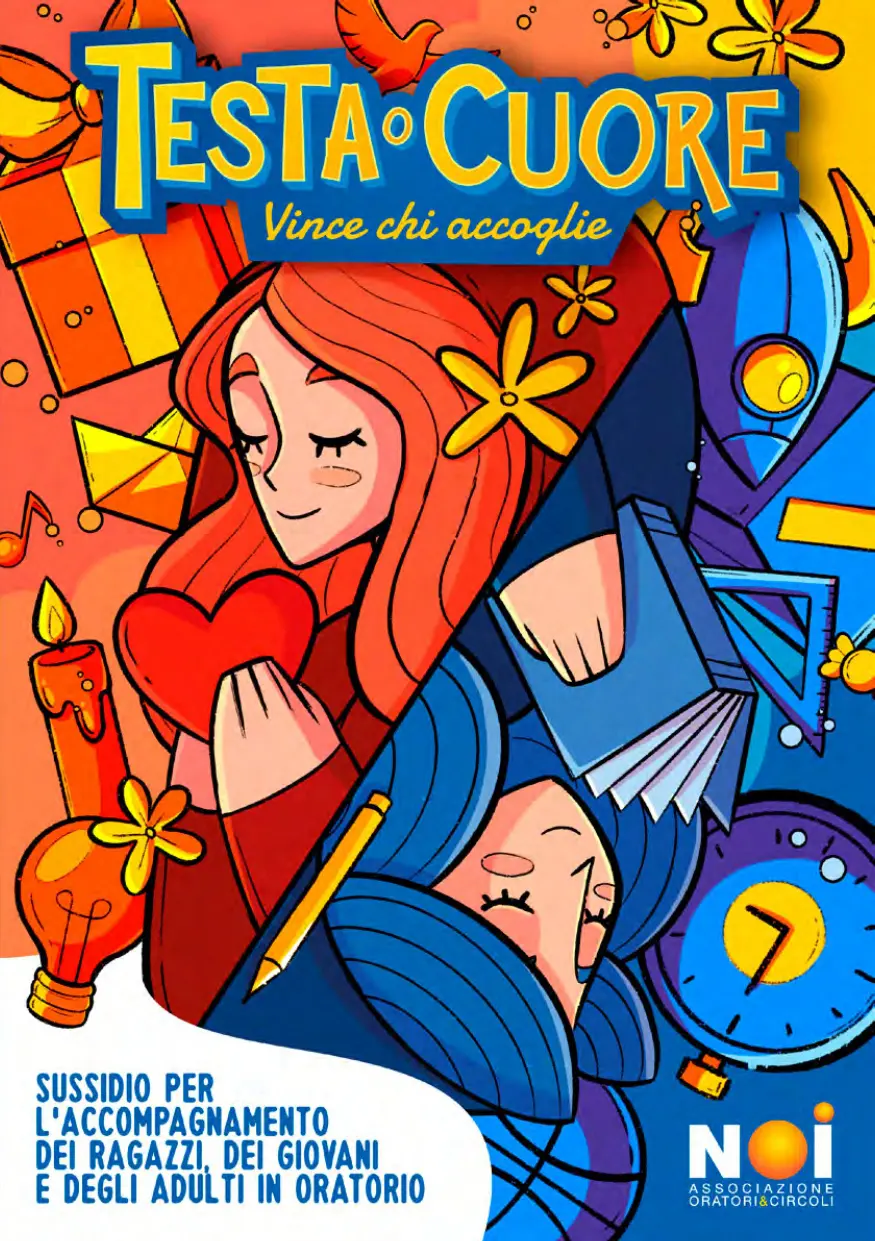 TESTA o CUORE
Vince chi accoglie
SUSSIDIO PER
L'ACCOMPAGNAMENTO
DEI RAGAZZI, DEI GIOVANI
E DEGLI ADULTI IN ORATORIO
NOi
ASSOCIAZIONE
ORATORI&CIRCOLI